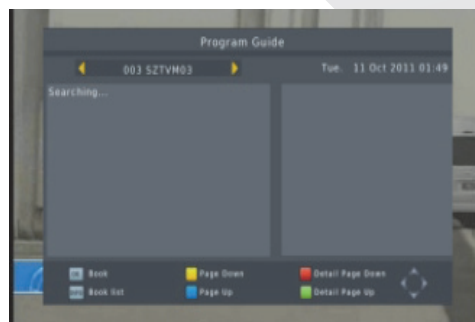 Program Guide
003 SZTVM03
Tue. 11 Oct 2011 01:49
Searching...
OK Book
Page Down
Detail Page Down
Book list
Page Up
Detail Page Up